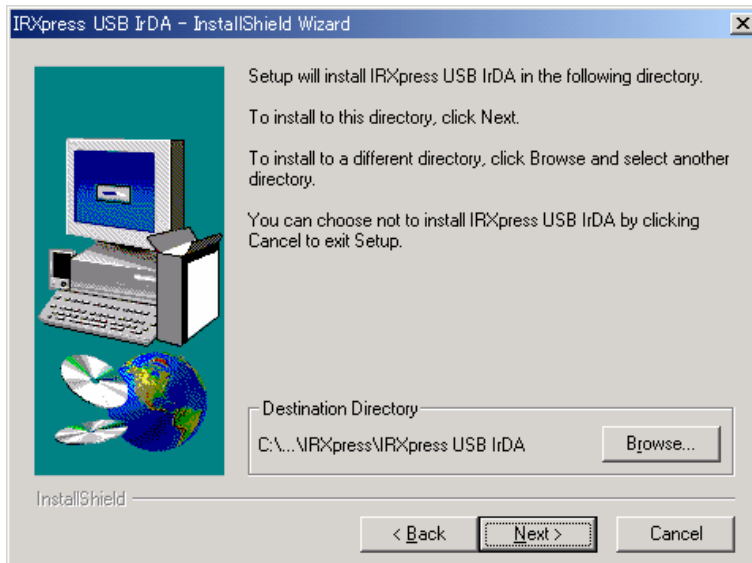 IRXpress USB IrDA - InstallShield Wizard
Setup will install IRXpress USB IrDA in the following directory.
To install to this directory, click Next.
To install to a different directory, click Browse and select another
directory.
You can choose not to install IRXpress USB IrDA by clicking
Cancel to exit Setup.
Destination Directory
C:\...\IRXpress\IRXpress USB IrDA
Browse...
InstallShield
< Back
Next >
Cancel